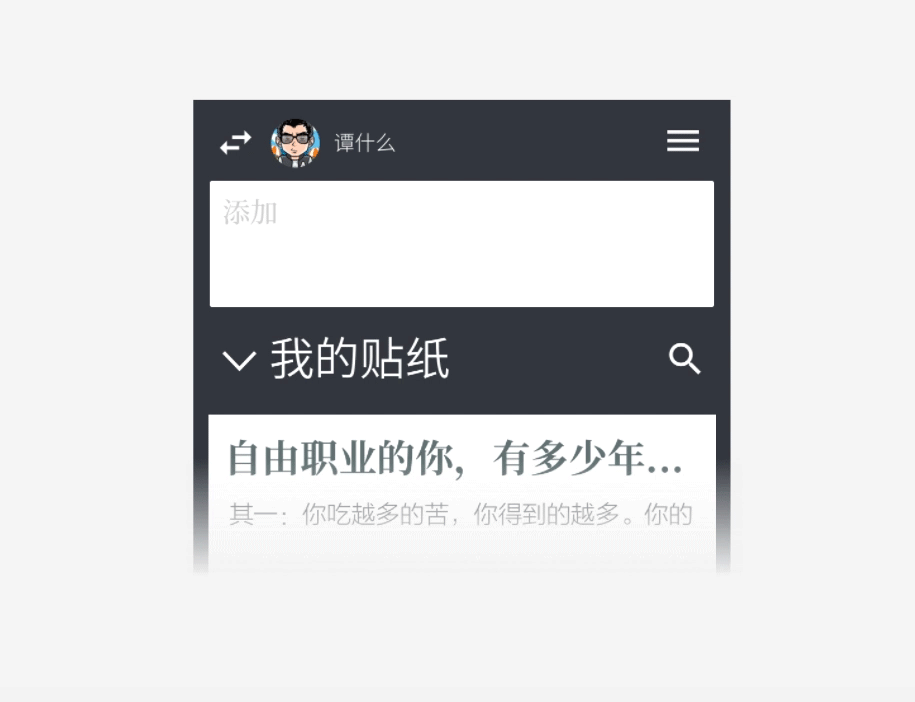 谭什么
添加
我的贴纸
自由职业的你，有多少年...
其一：你吃越多的苦，你得到的越多。你的